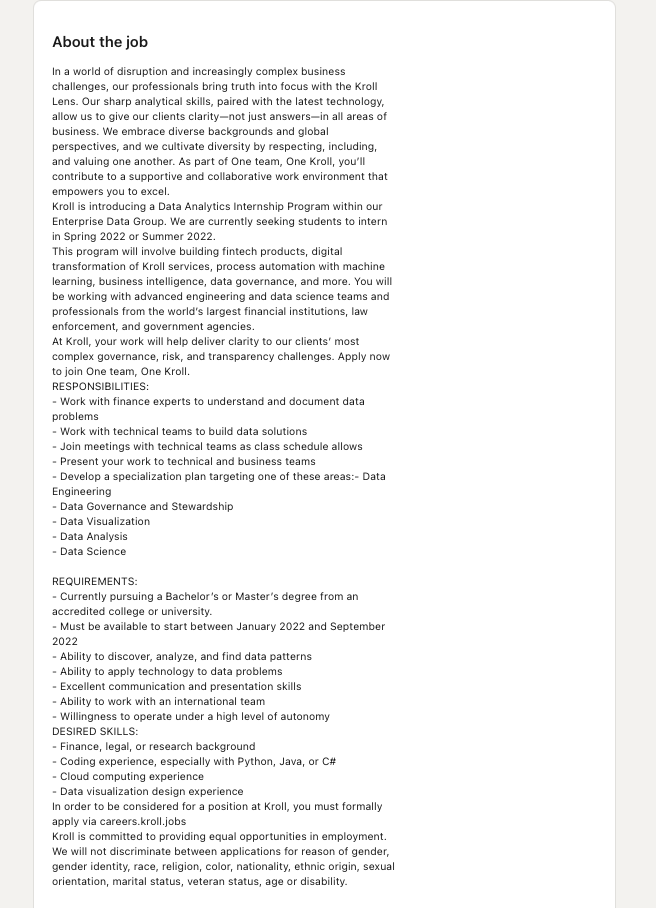 About the job
In a world of disruption and increasingly complex business
challenges, our professionals bring truth into focus with the Kroll
Lens. Our sharp analytical skills, paired with the latest technology,
allow us to give our clients clarity—not just answers—in all areas of
business. We embrace diverse backgrounds and global
perspectives, and we cultivate diversity by respecting, including,
and valuing one another. As part of One team, One Kroll, you’ll
contribute to a supportive and collaborative work environment that
empowers you to excel.
Kroll is introducing a Data Analytics Internship Program within our
Enterprise Data Group. We are currently seeking students to intern
in Spring 2022 or Summer 2022.
This program will involve building fintech products, digital
transformation of Kroll services, process automation with machine
learning, business intelligence, data governance, and more. You will
be working with advanced engineering and data science teams and
professionals from the world’s largest financial institutions, law
enforcement, and government agencies.
At Kroll, your work will help deliver clarity to our clients’ most
complex governance, risk, and transparency challenges. Apply now
to join One team, One Kroll.
RESPONSIBILITIES:
- Work with finance experts to understand and document data
problems
- Work with technical teams to build data solutions
- Join meetings with technical teams as class schedule allows
- Present your work to technical and business teams
- Develop a specialization plan targeting one of these areas:- Data
Engineering
- Data Governance and Stewardship
- Data Visualization
- Data Analysis
- Data Science
REQUIREMENTS:
- Currently pursuing a Bachelor’s or Master’s degree from an
accredited college or university.
- Must be available to start between January 2022 and September
2022
- Ability to discover, analyze, and find data patterns
- Ability to apply technology to data problems
- Excellent communication and presentation skills
- Ability to work with an international team
- Willingness to operate under a high level of autonomy
DESIRED SKILLS:
- Finance, legal, or research background
- Coding experience, especially with Python, Java, or C#
- Cloud computing experience
- Data visualization design experience
In order to be considered for a position at Kroll, you must formally
apply via careers.kroll.jobs
Kroll is committed to providing equal opportunities in employment.
We will not discriminate between applications for reason of gender,
gender identity, race, religion, color, nationality, ethnic origin, sexual
orientation, marital status, veteran status, age or disability.